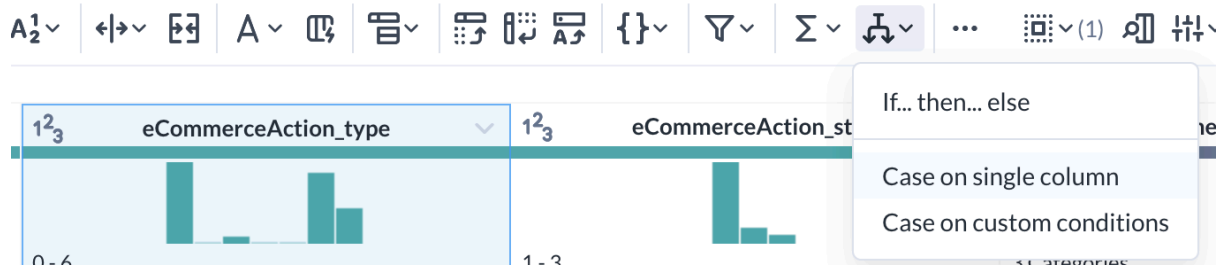 (1)
If... then... else
eCommerceAction_type
eCommerceAction_st
Case on single column
Case on custom conditions
0 - 6
1 - 3